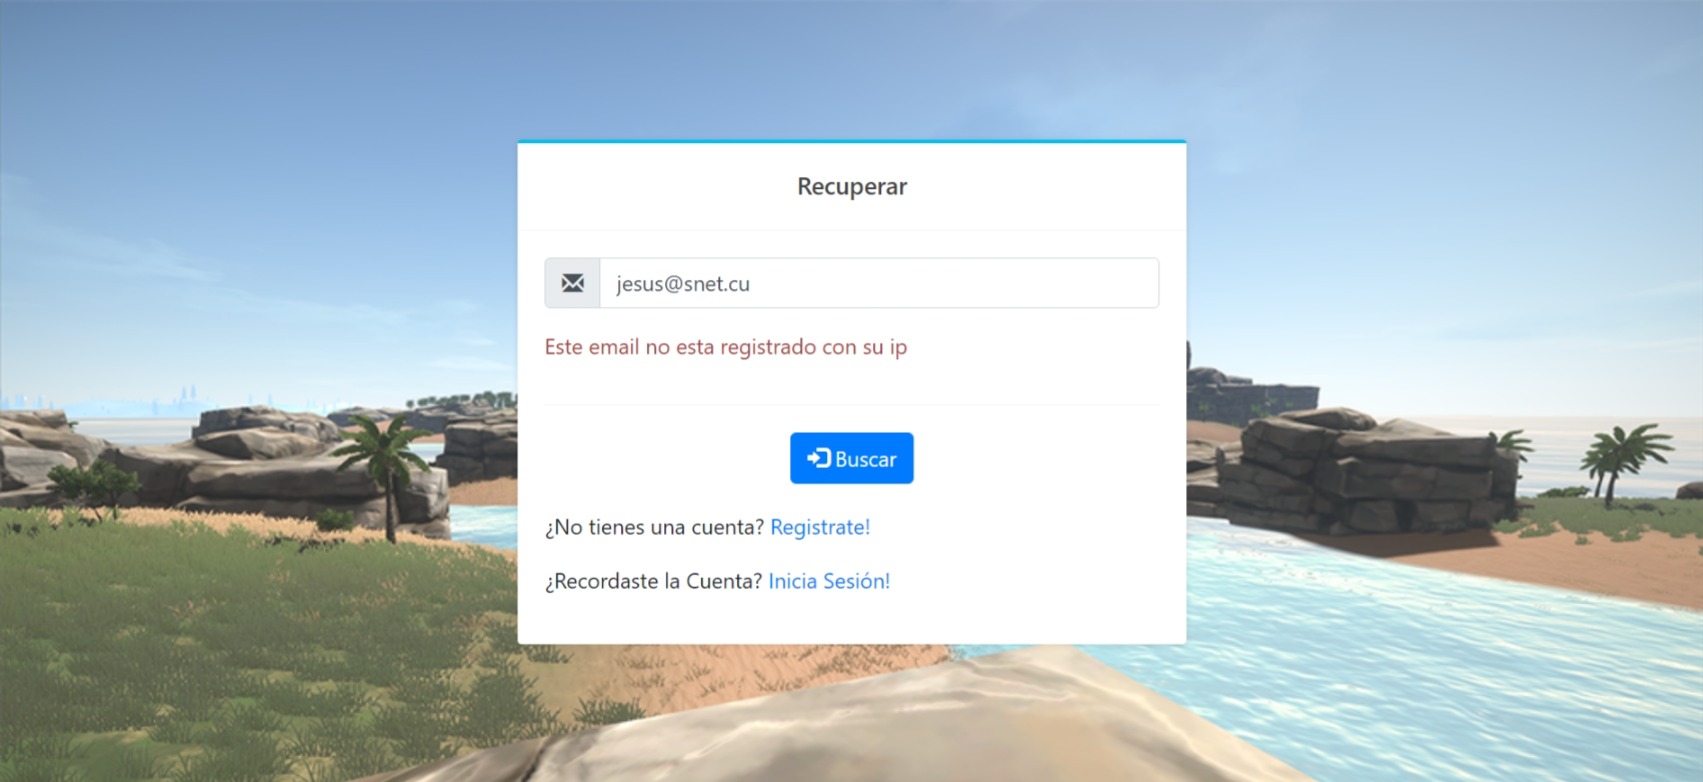 Recuperar
jesus@snet.cu
Este email no esta registrado con su ip
Buscar
¿No tienes una cuenta? Registrate!
¿Recordaste la Cuenta? Inicia Sesión!